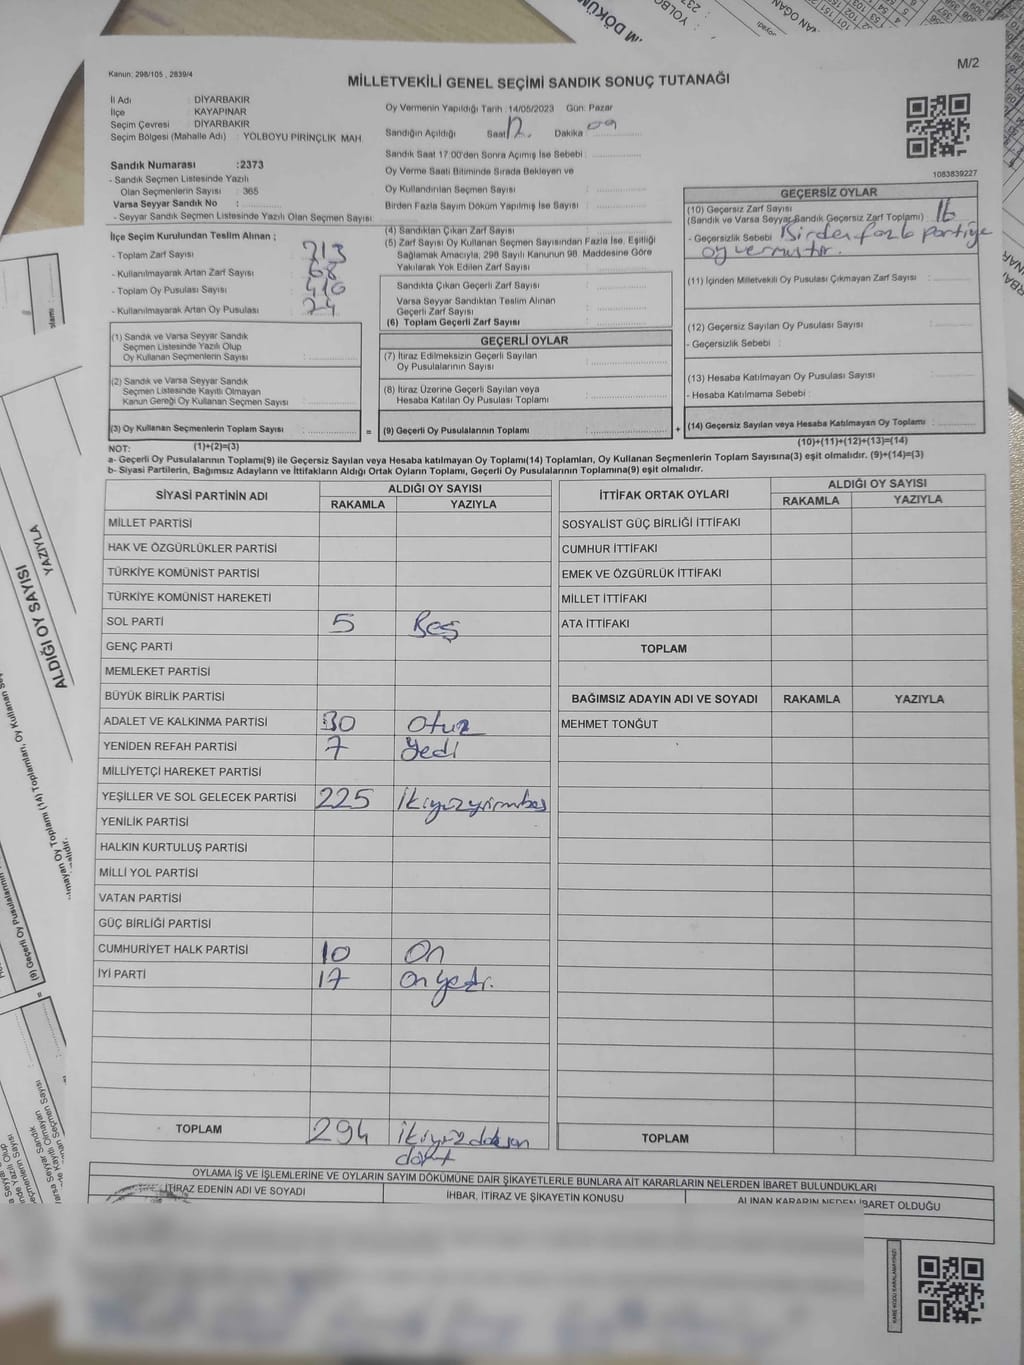 Kanun: 298/105 , 2839/4
M/2
MİLLETVEKİLİ GENEL SEÇİMİ SANDIK SONUÇ TUTANAĞI
İl Adı : DİYARBAKIR
İlçe : KAYAPINAR
Seçim Çevresi : DİYARBAKIR
Seçim Bölgesi (Mahalle Adı) : YOLBOYU PİRİNÇLİK MAH
Sandık Numarası :2373
- Sandık Seçmen Listesinde Yazılı
Olan Seçmenlerin Sayısı : 365
Varsa Seyyar Sandık No :
- Seyyar Sandık Seçmen Listesinde Yazılı Olan Seçmen Sayısı:
Oy Vermenin Yapıldığı Tarih :14/05/2023 Gün: Pazar
Sandığın Açıldığı Saat 17. Dakika 09
Sandık Saat 17:00'den Sonra Açımış İse Sebebi :
Oy Verme Saati Bitiminde Sırada Bekleyen ve
Oy Kullandırılan Seçmen Sayısı :
Birden Fazla Sayım Döküm Yapılmış İse Sayısı :
1083839227
İlçe Seçim Kurulundan Teslim Alınan ;
- Toplam Zarf Sayısı : 713
- Kullanılmayarak Artan Zarf Sayısı : 68
- Toplam Oy Pusulası Sayısı : 410
- Kullanılmayarak Artan Oy Pusulası : 24
(4) Sandıktan Çıkan Zarf Sayısı :
(5) Zarf Sayısı Oy Kullanan Seçmen Sayısından Fazla İse, Eşitliği
Sağlamak Amacıyla, 298 Sayılı Kanunun 98. Maddesine Göre
Yakılarak Yok Edilen Zarf Sayısı :
Sandıkta Çıkan Geçerli Zarf Sayısı :
Varsa Seyyar Sandıktan Teslim Alınan
Geçerli Zarf Sayısı :
(6) Toplam Geçerli Zarf Sayısı :
GEÇERSİZ OYLAR
(10) Geçersiz Zarf Sayısı : 16
(Sandık ve Varsa Seyyar Sandık Geçersiz Zarf Toplamı)
- Geçersizlik Sebebi Birden fazla partiye
oy vermiştir.
(11) İçinden Milletvekili Oy Pusulası Çıkmayan Zarf Sayısı :
(12) Geçersiz Sayılan Oy Pusulası Sayısı :
- Geçersizlik Sebebi :
(13) Hesaba Katılmayan Oy Pusulası Sayısı :
- Hesaba Katılmama Sebebi :
(14) Geçersiz Sayılan veya Hesaba Katılmayan Oy Toplamı :
(1) Sandık ve Varsa Seyyar Sandık
Seçmen Listesinde Yazılı Olup
Oy Kullanan Seçmenlerin Sayısı :
(2) Sandık ve Varsa Seyyar Sandık
Seçmen Listesinde Kayıtlı Olmayan
Kanun Gereği Oy Kullanan Seçmen Sayısı :
(3) Oy Kullanan Seçmenlerin Toplam Sayısı :
GEÇERLİ OYLAR
(7) İtiraz Edilmeksizin Geçerli Sayılan
Oy Pusulalarının Sayısı :
(8) İtiraz Üzerine Geçerli Sayılan veya
Hesaba Katılan Oy Pusulası Toplamı :
= (9) Geçerli Oy Pusulalarının Toplamı : +
NOT: (1)+(2)=(3)
(10)+(11)+(12)+(13)=(14)
a- Geçerli Oy Pusulalarının Toplamı(9) ile Geçersiz Sayılan veya Hesaba katılmayan Oy Toplamı(14) Toplamları, Oy Kullanan Seçmenlerin Toplam Sayısına(3) eşit olmalıdır. (9)+(14)=(3)
b- Siyasi Partilerin, Bağımsız Adayların ve İttifakların Aldığı Ortak Oyların Toplamı, Geçerli Oy Pusulalarının Toplamına(9) eşit olmalıdır.
SİYASİ PARTİNİN ADI ALDIĞI OY SAYISI
RAKAMLA YAZIYLA
MİLLET PARTİSİ
HAK VE ÖZGÜRLÜKLER PARTİSİ
TÜRKİYE KOMÜNİST PARTİSİ
TÜRKİYE KOMÜNİST HAREKETİ
SOL PARTİ 5 Beş
GENÇ PARTİ
MEMLEKET PARTİSİ
BÜYÜK BİRLİK PARTİSİ
ADALET VE KALKINMA PARTİSİ 30 Otuz
YENİDEN REFAH PARTİSİ 7 Yedi
MİLLİYETÇİ HAREKET PARTİSİ
YEŞİLLER VE SOL GELECEK PARTİSİ 225 İkiyüzyirmibeş
YENİLİK PARTİSİ
HALKIN KURTULUŞ PARTİSİ
MİLLİ YOL PARTİSİ
VATAN PARTİSİ
GÜÇ BİRLİĞİ PARTİSİ
CUMHURİYET HALK PARTİSİ 10 On
İYİ PARTİ 17 On yedi.
TOPLAM 294 ikiyüz doksan
dört
İTTİFAK ORTAK OYLARI ALDIĞI OY SAYISI
RAKAMLA YAZIYLA
SOSYALİST GÜÇ BİRLİĞİ İTTİFAKI
CUMHUR İTTİFAKI
EMEK VE ÖZGÜRLÜK İTTİFAKI
MİLLET İTTİFAKI
ATA İTTİFAKI
TOPLAM
BAĞIMSIZ ADAYIN ADI VE SOYADI RAKAMLA YAZIYLA
MEHMET TONĞUT
TOPLAM
OYLAMA İŞ VE İŞLEMLERİNE VE OYLARIN SAYIM DÖKÜMÜNE DAİR ŞİKAYETLERLE BUNLARA AİT KARARLARIN NELERDEN İBARET BULUNDUKLARI
İTİRAZ EDENİN ADI VE SOYADI İHBAR, İTİRAZ VE ŞİKAYETİN KONUSU ALINAN KARARIN NEDEN İBARET OLDUĞU
KARE KODU KARALAMAYINIZ!
YAZIYLA
ALDIĞI OY SAYISI